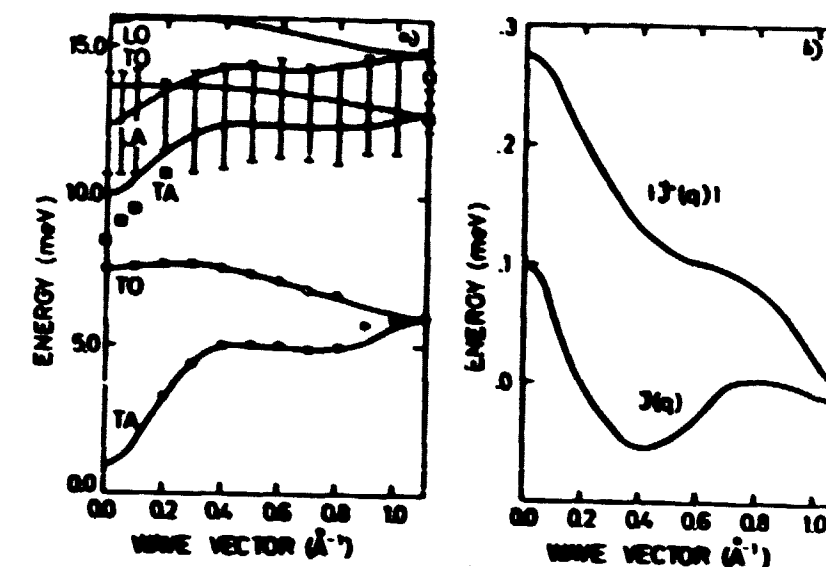 a)
LO
TO
15.0
LA
TA
10.0
TO
5.0
TA
0.0
0.0 0.2 0.4 0.6 0.8 1.0
WAVE VECTOR (Å⁻¹)
ENERGY (meV)
b)
.3
.2
|J'(q)|
.1
.0
J(q)
0.0 0.2 0.4 0.6 0.8 1.0
WAVE VECTOR (Å⁻¹)
ENERGY (meV)